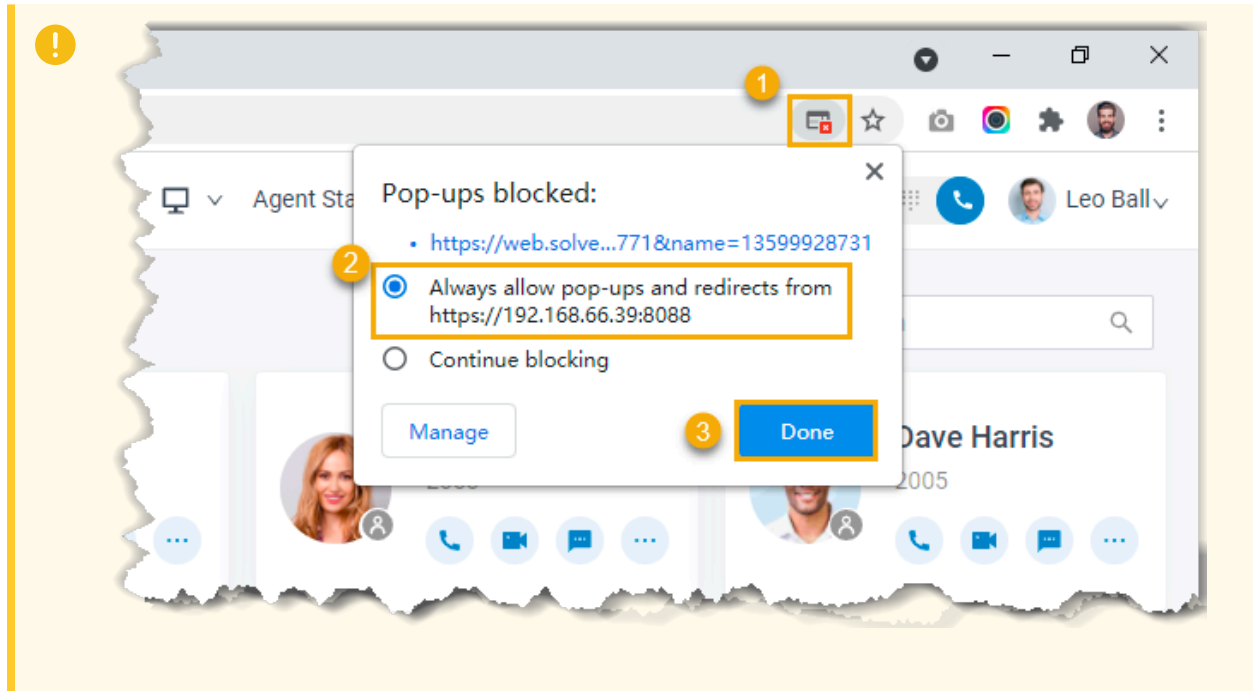 !
1
Agent Sta
Leo Ball
Pop-ups blocked:
• https://web.solve...771&name=13599928731
2
Always allow pop-ups and redirects from
https://192.168.66.39:8088
Continue blocking
Manage
3
Done
Dave Harris
2005